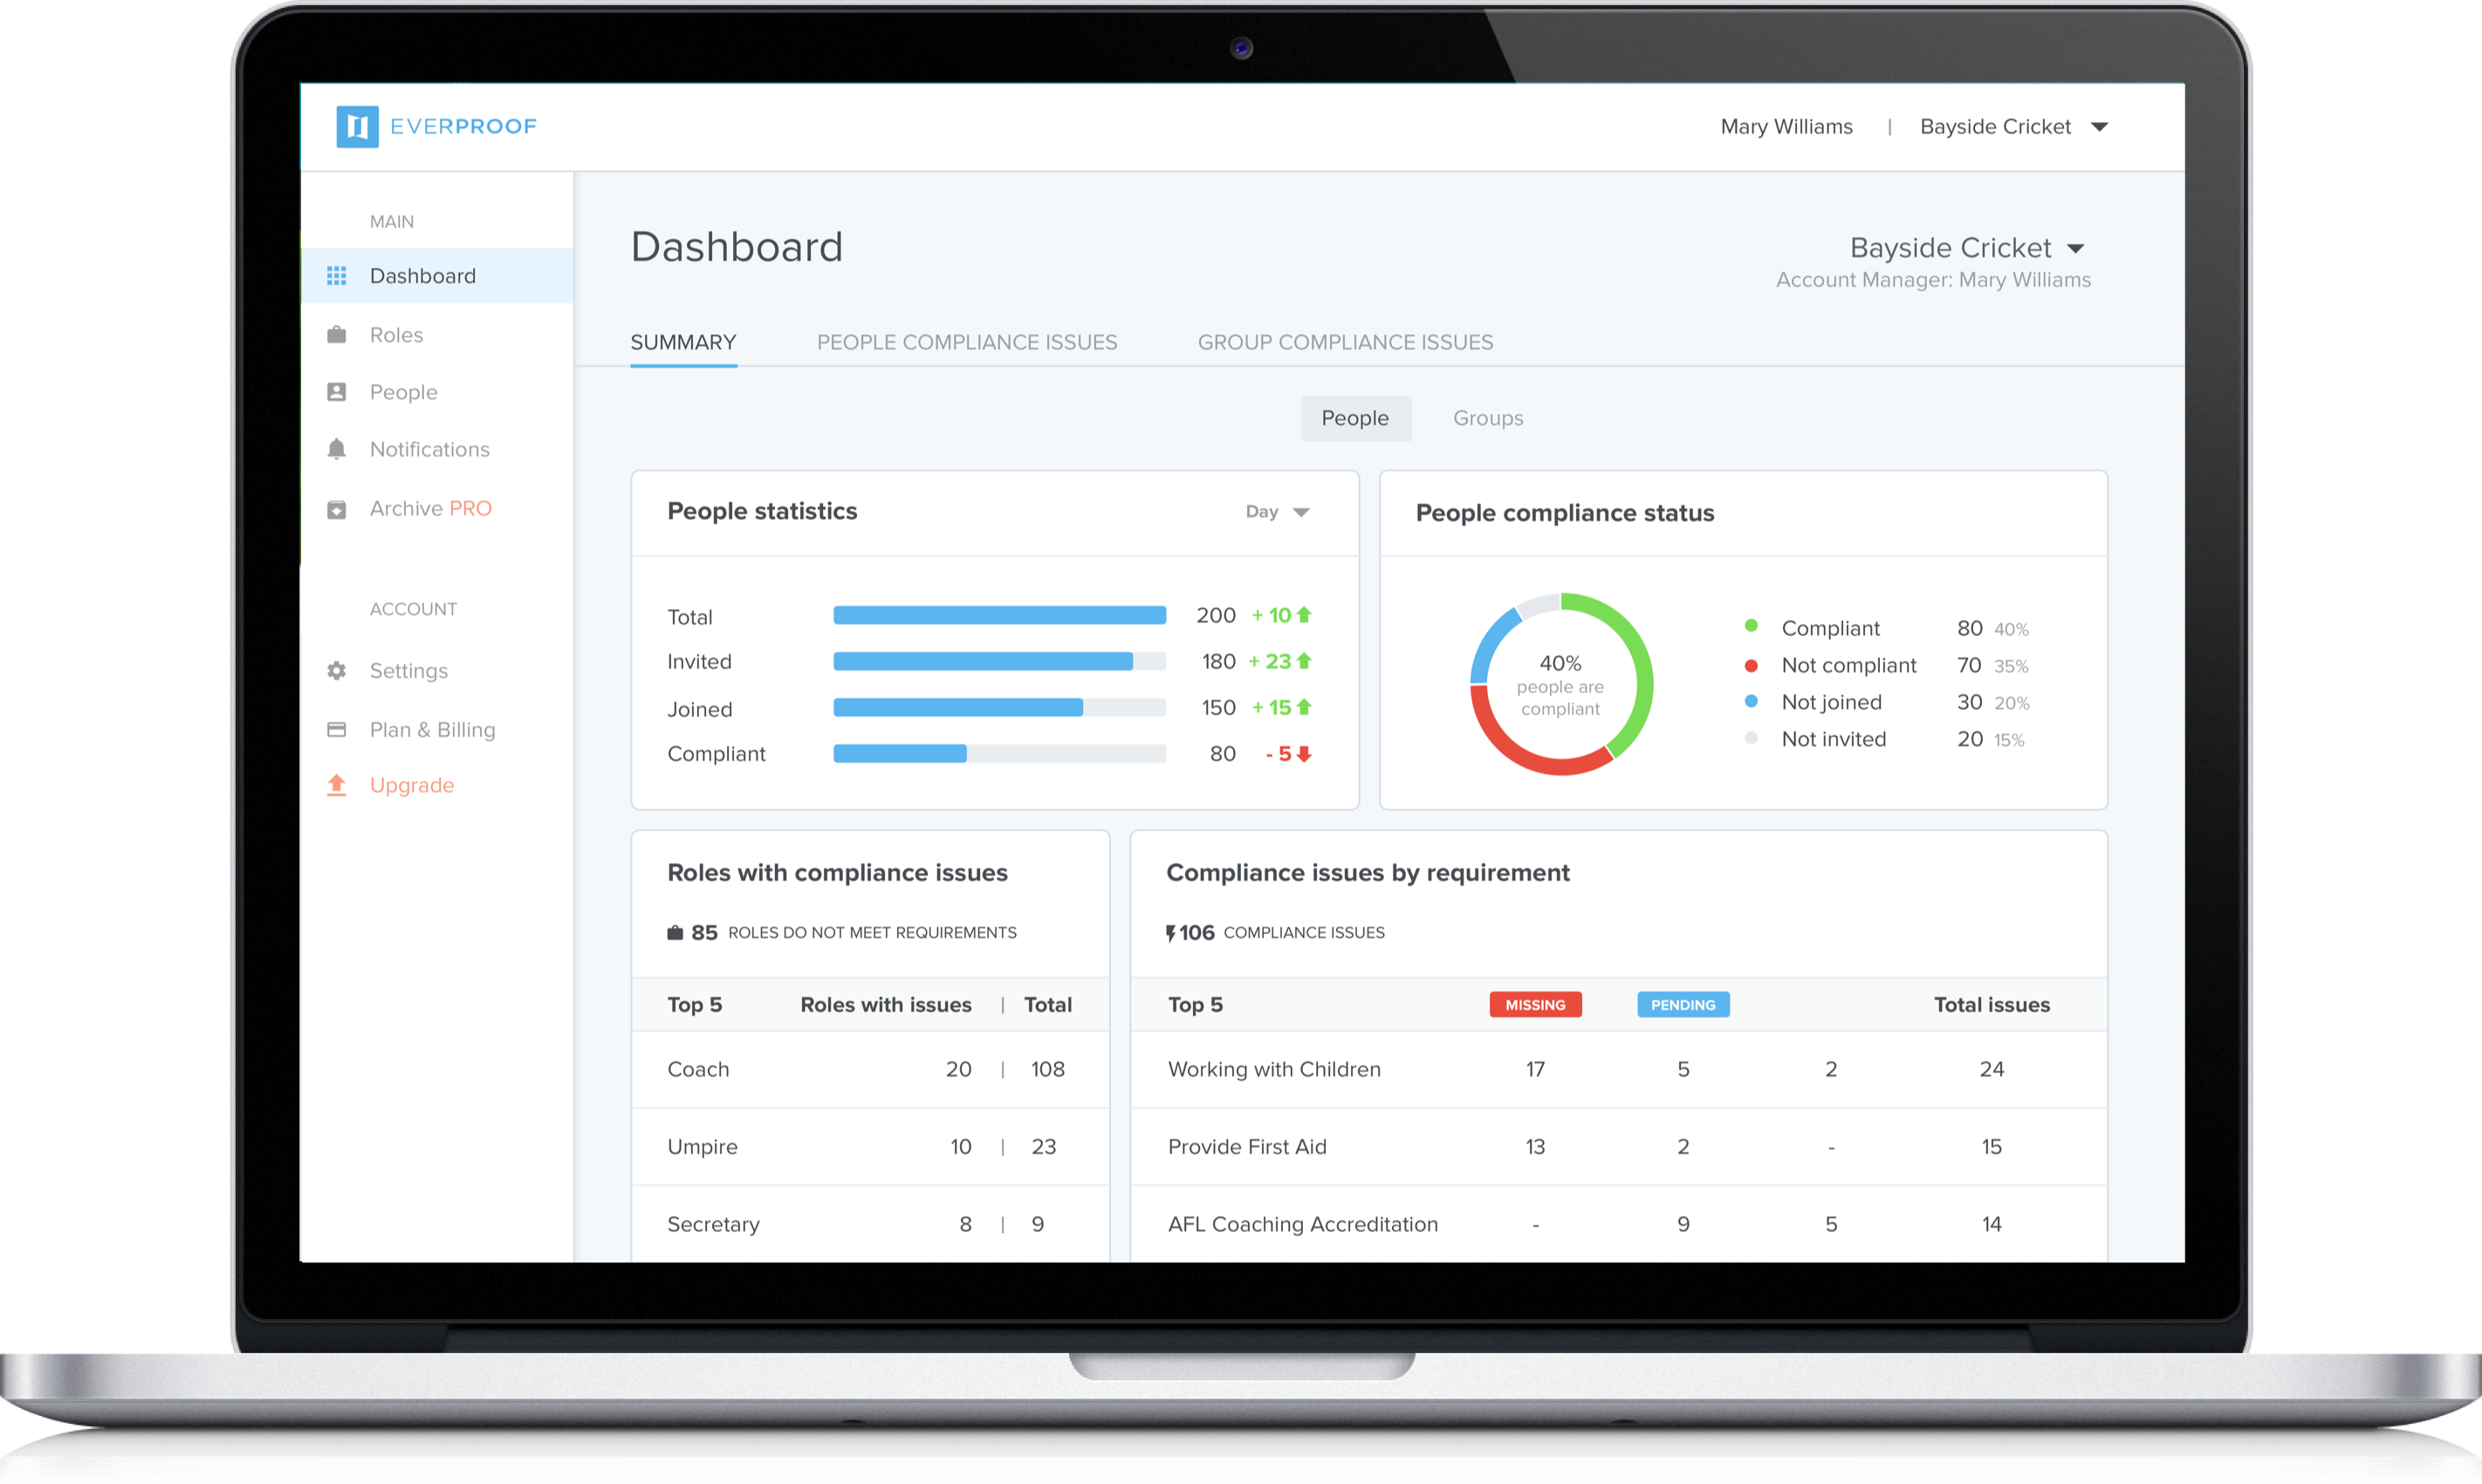 EVERPROOF
Mary Williams | Bayside Cricket
MAIN
Dashboard
Roles
People
Notifications
Archive PRO
ACCOUNT
Settings
Plan & Billing
Upgrade
Dashboard
Bayside Cricket
Account Manager: Mary Williams
SUMMARY PEOPLE COMPLIANCE ISSUES GROUP COMPLIANCE ISSUES
People Groups
People statistics Day
Total 200 + 10
Invited 180 + 23
Joined 150 + 15
Compliant 80 - 5
People compliance status
40%
people are
compliant
Compliant 80 40%
Not compliant 70 35%
Not joined 30 20%
Not invited 20 15%
Roles with compliance issues
85 ROLES DO NOT MEET REQUIREMENTS
Top 5 Roles with issues | Total
Coach 20 | 108
Umpire 10 | 23
Secretary 8 | 9
Compliance issues by requirement
106 COMPLIANCE ISSUES
Top 5 MISSING PENDING Total issues
Working with Children 17 5 2 24
Provide First Aid 13 2 - 15
AFL Coaching Accreditation - 9 5 14